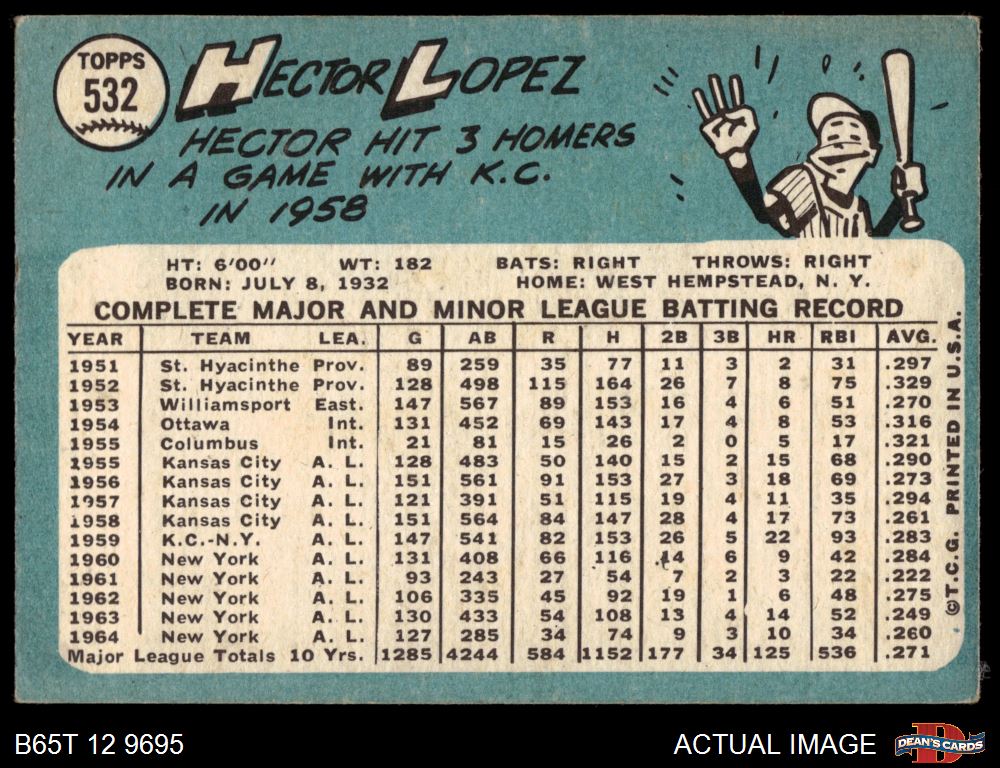 TOPPS
532
HECTOR LOPEZ
HECTOR HIT 3 HOMERS
IN A GAME WITH K.C.
IN 1958
HT: 6'00" WT: 182 BATS: RIGHT THROWS: RIGHT
BORN: JULY 8, 1932 HOME: WEST HEMPSTEAD, N. Y.
COMPLETE MAJOR AND MINOR LEAGUE BATTING RECORD
YEAR TEAM LEA. G AB R H 2B 3B HR RBI AVG.
1951 St. Hyacinthe Prov. 89 259 35 77 11 3 2 31 .297
1952 St. Hyacinthe Prov. 128 498 115 164 26 7 8 75 .329
1953 Williamsport East. 147 567 89 153 16 4 6 51 .270
1954 Ottawa Int. 131 452 69 143 17 4 8 53 .316
1955 Columbus Int. 21 81 15 26 2 0 5 17 .321
1955 Kansas City A. L. 128 483 50 140 15 2 15 68 .290
1956 Kansas City A. L. 151 561 91 153 27 3 18 69 .273
1957 Kansas City A. L. 121 391 51 115 19 4 11 35 .294
1958 Kansas City A. L. 151 564 84 147 28 4 17 73 .261
1959 K.C.-N.Y. A. L. 147 541 82 153 26 5 22 93 .283
1960 New York A. L. 131 408 66 116 14 6 9 42 .284
1961 New York A. L. 93 243 27 54 7 2 3 22 .222
1962 New York A. L. 106 335 45 92 19 1 6 48 .275
1963 New York A. L. 130 433 54 108 13 4 14 52 .249
1964 New York A. L. 127 285 34 74 9 3 10 34 .260
Major League Totals 10 Yrs. 1285 4244 584 1152 177 34 125 536 .271
©T.C.G. PRINTED IN U.S.A.
B65T 12 9695
ACTUAL IMAGE
DEAN'S CARDS